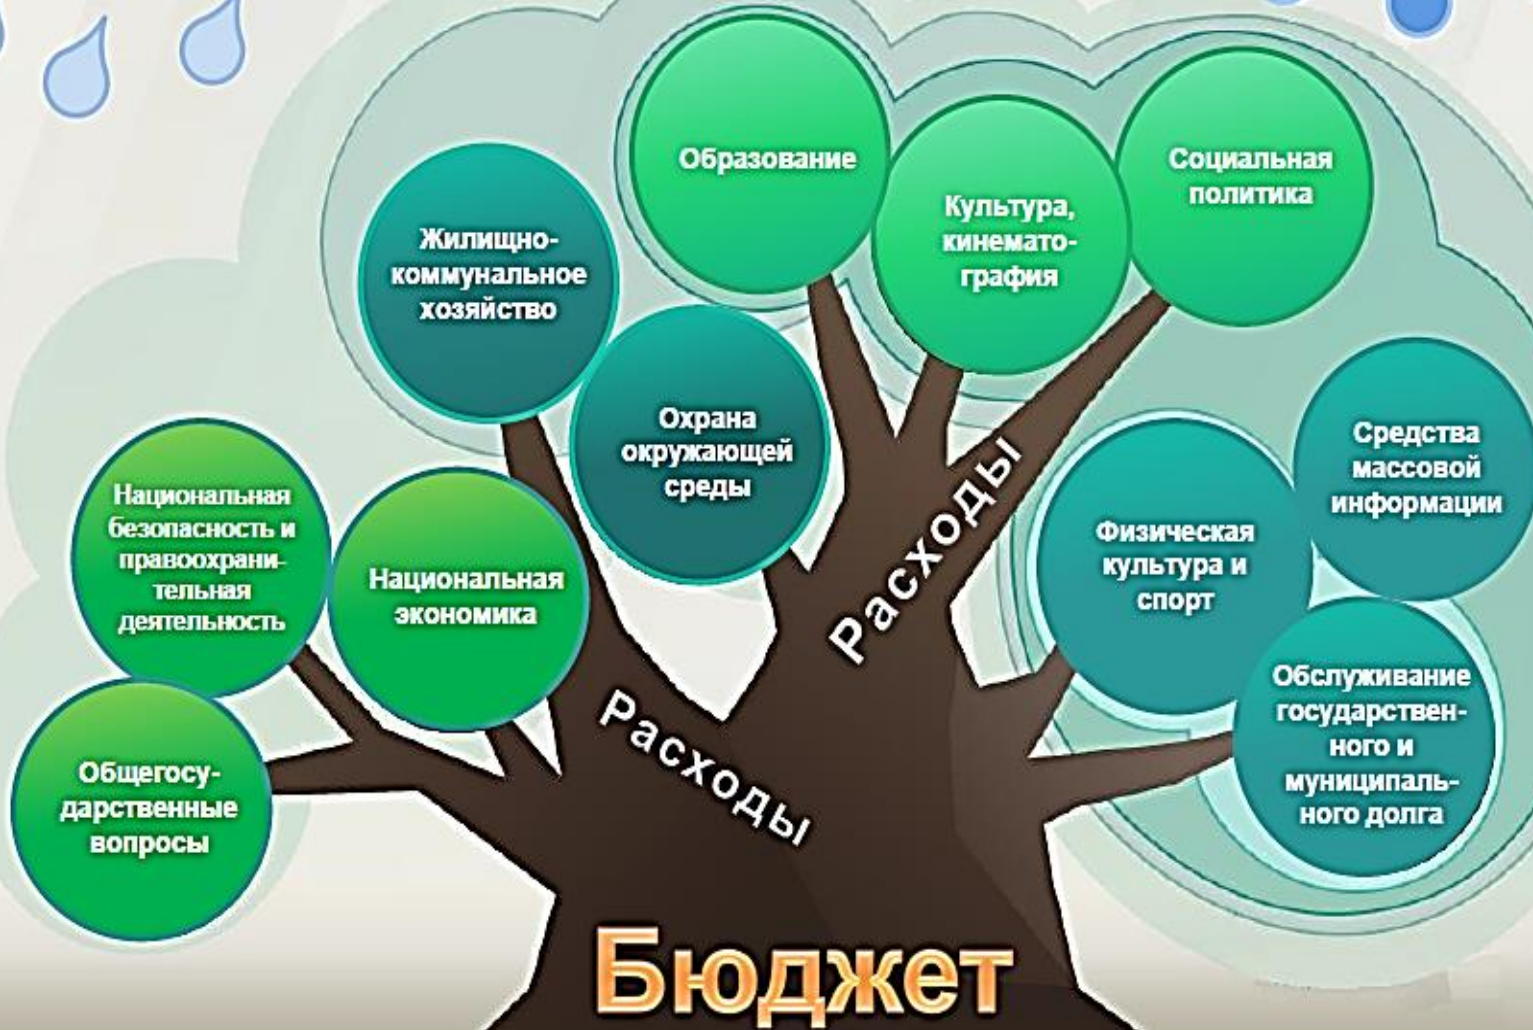 Образование
Социальная
политика
Культура,
кинемато-
графия
Жилищно-
коммунальное
хозяйство
Охрана
окружающей
среды
Средства
массовой
информации
Национальная
безопасность и
правоохрани-
тельная
деятельность
Национальная
экономика
Физическая
культура и
спорт
Расходы
Обслуживание
государствен-
ного и
муниципаль-
ного долга
Расходы
Общегосу-
дарственные
вопросы
Бюджет